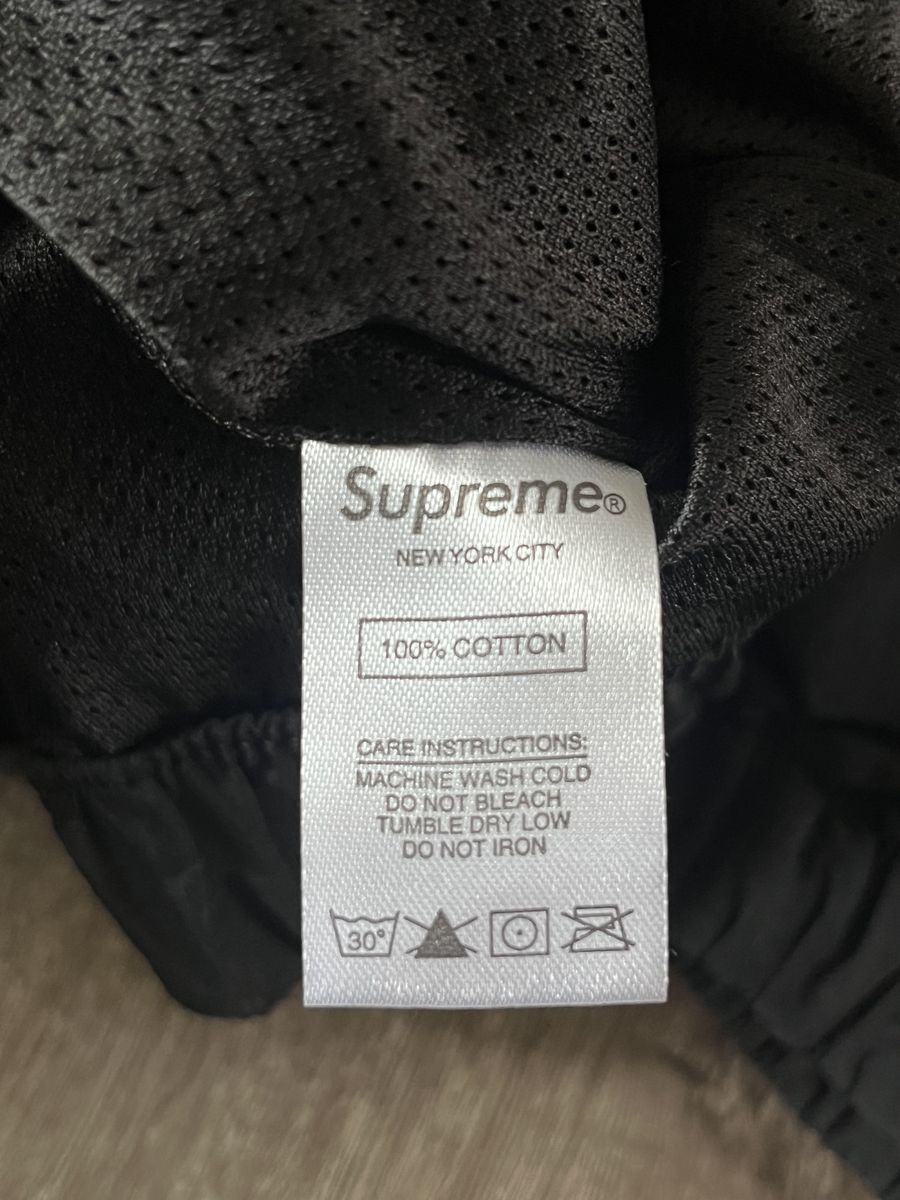 Supreme®
NEW YORK CITY
100% COTTON
CARE INSTRUCTIONS:
MACHINE WASH COLD
DO NOT BLEACH
TUMBLE DRY LOW
DO NOT IRON
30°